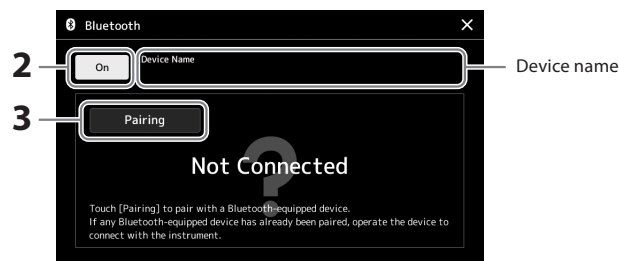 Bluetooth
2
On
Device Name
Device name
3
Pairing
Not Connected
Touch [Pairing] to pair with a Bluetooth-equipped device.
If any Bluetooth-equipped device has already been paired, operate the device to
connect with the instrument.